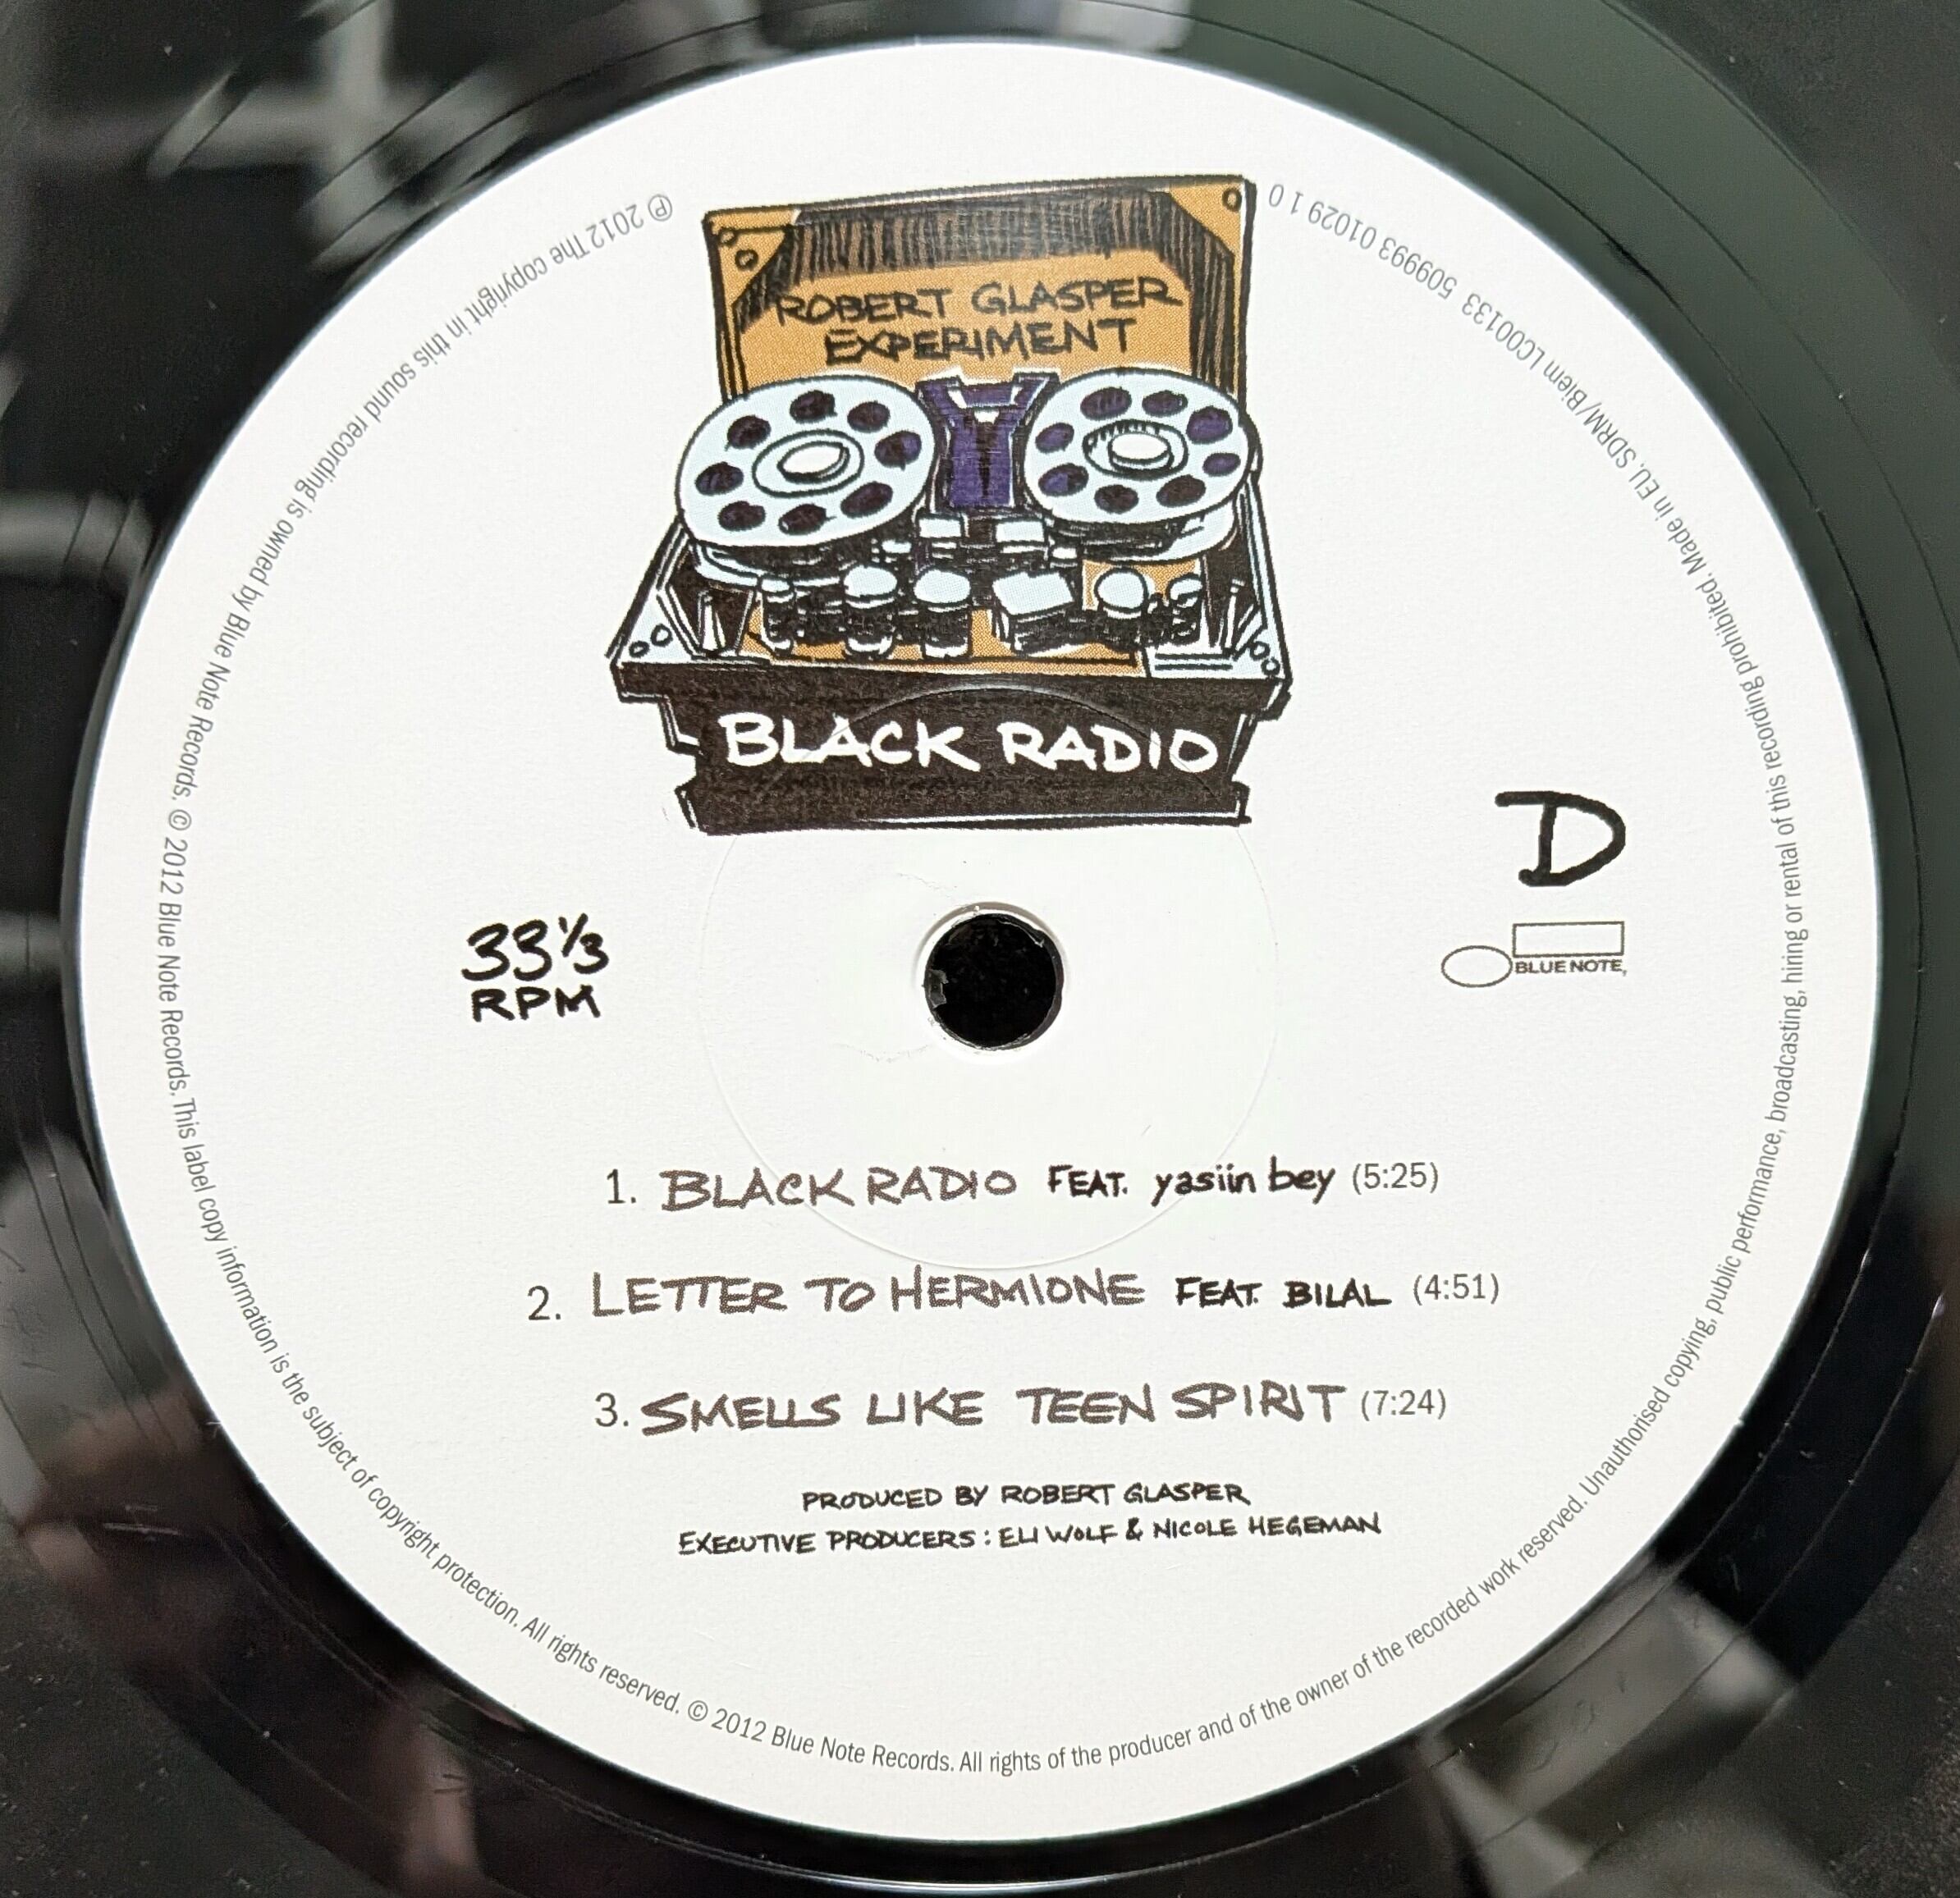 ROBERT GLASPER
EXPERIMENT
BLACK RADIO
D
33 1/3
RPM
BLUE NOTE
1. BLACK RADIO FEAT. yasiin bey (5:25)
2. LETTER TO HERMIONE FEAT. BILAL (4:51)
3. SMELLS LIKE TEEN SPIRIT (7:24)
PRODUCED BY ROBERT GLASPER
EXECUTIVE PRODUCERS: ELI WOLF & NICOLE HEGEMAN
℗ 2012 The copyright in this sound recording is owned by Blue Note Records. © 2012 Blue Note Records. This label copy information is the subject of copyright protection. All rights reserved. © 2012 Blue Note Records. All rights of the producer and of the owner of the recorded work reserved. Unauthorised copying, public performance, broadcasting, hiring or rental of this recording prohibited. Made in EU. SDRM/Biem LC00133 509993 01029 1 0